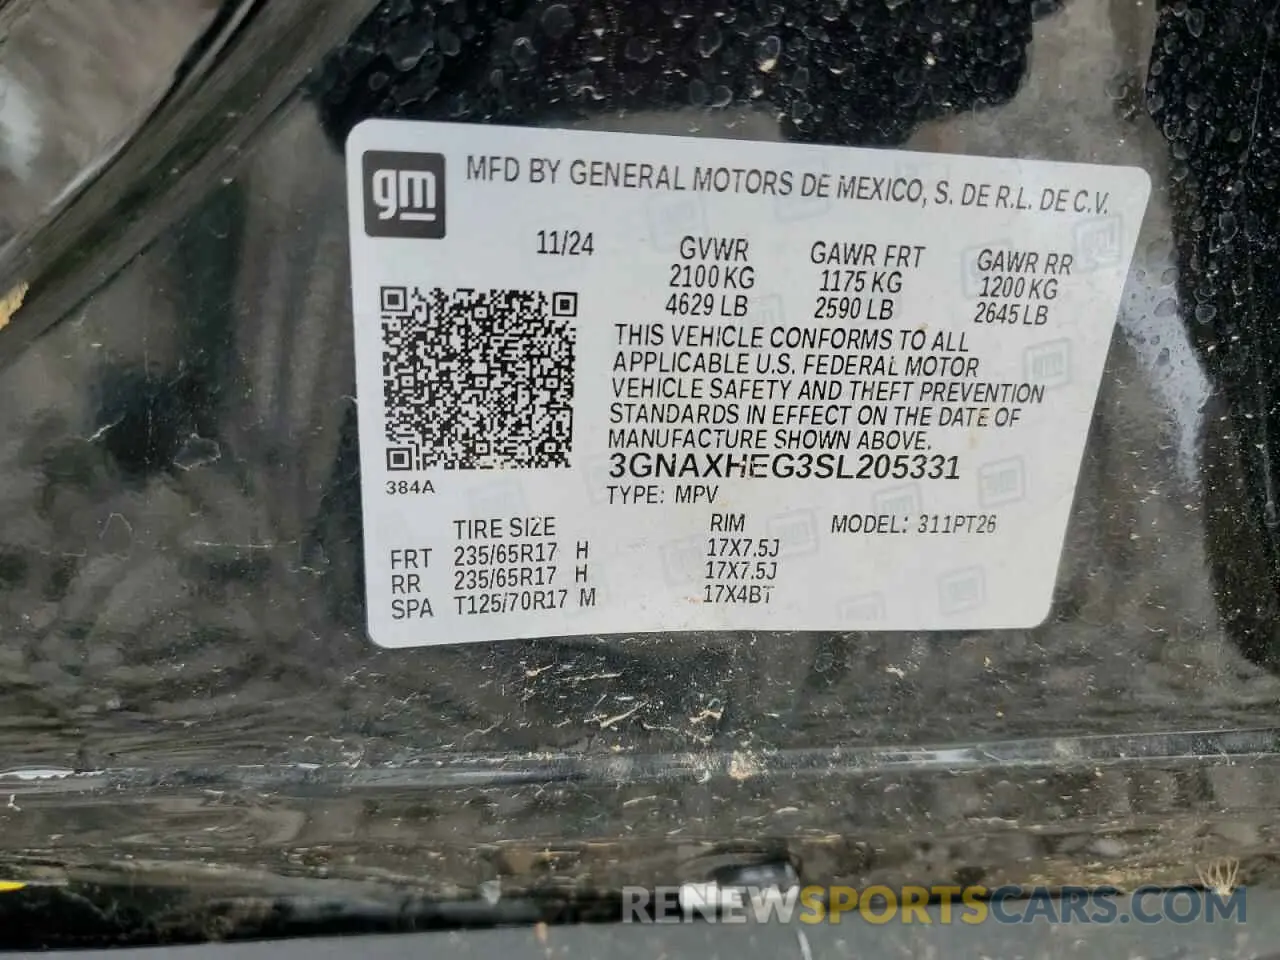 gm
MFD BY GENERAL MOTORS DE MEXICO, S. DE R.L. DE C.V.
11/24
GVWR GAWR FRT GAWR RR
2100 KG 1175 KG 1200 KG
4629 LB 2590 LB 2645 LB
THIS VEHICLE CONFORMS TO ALL
APPLICABLE U.S. FEDERAL MOTOR
VEHICLE SAFETY AND THEFT PREVENTION
STANDARDS IN EFFECT ON THE DATE OF
MANUFACTURE SHOWN ABOVE.
3GNAXHEG3SL205331
384A
TYPE: MPV
TIRE SIZE RIM MODEL: 311PT26
FRT 235/65R17 H 17X7.5J
RR 235/65R17 H 17X7.5J
SPA T125/70R17 M 17X4BT
RENEWSPORTSCARS.COM